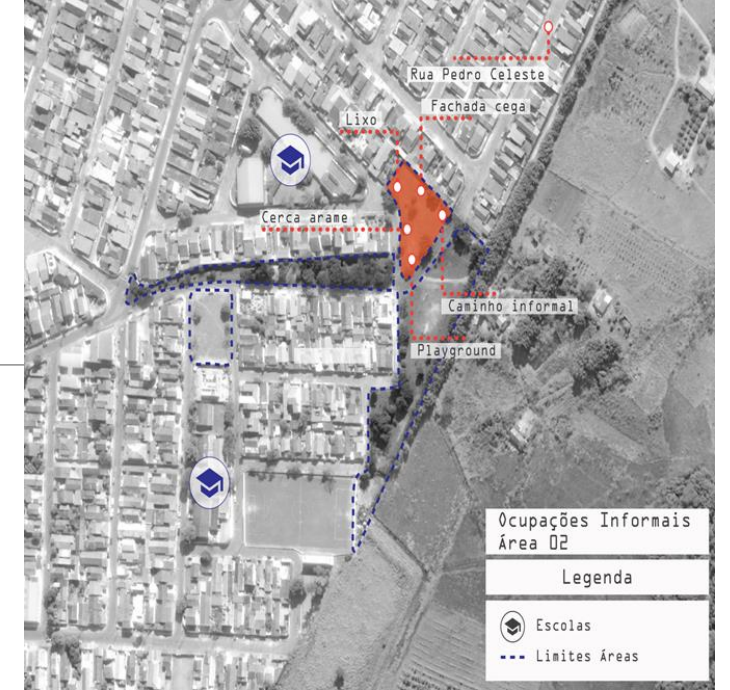 Rua Pedro Celeste
Fachada cega
Lixo
Cerca arame
Caminho informal
Playground
Ocupações Informais
Área 02
Legenda
Escolas
Limites Áreas